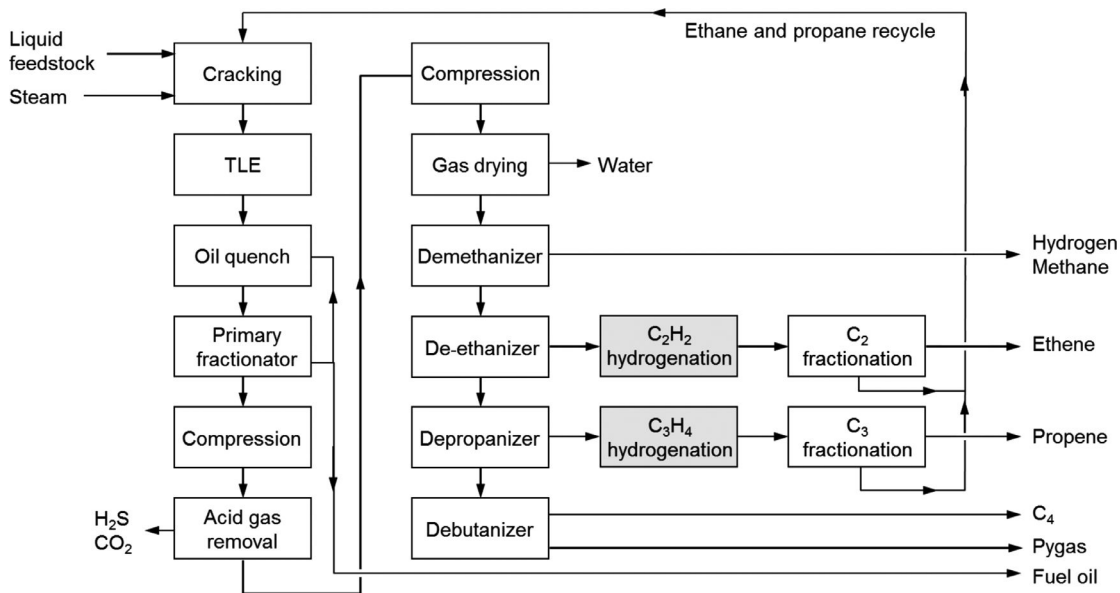 Ethane and propane recycle
Liquid
feedstock
Steam
Cracking
TLE
Oil quench
Primary
fractionator
Compression
Acid gas
removal
H₂S
CO₂
Compression
Gas drying
Water
Demethanizer
Hydrogen
Methane
De-ethanizer
C₂H₂
hydrogenation
C₂
fractionation
Ethene
Depropanizer
C₃H₄
hydrogenation
C₃
fractionation
Propene
Debutanizer
C₄
Pygas
Fuel oil